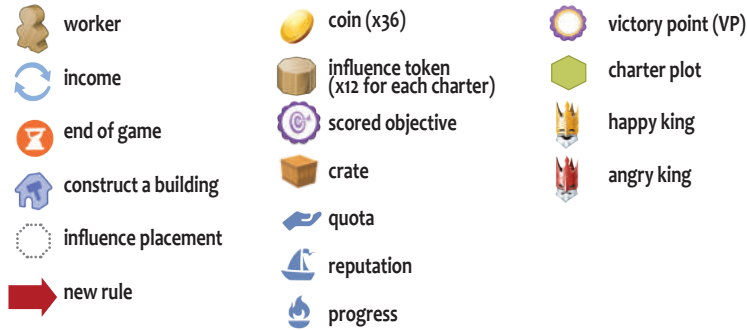 worker
income
end of game
construct a building
influence placement
new rule
coin (x36)
influence token
(x12 for each charter)
scored objective
crate
quota
reputation
progress
victory point (VP)
charter plot
happy king
angry king